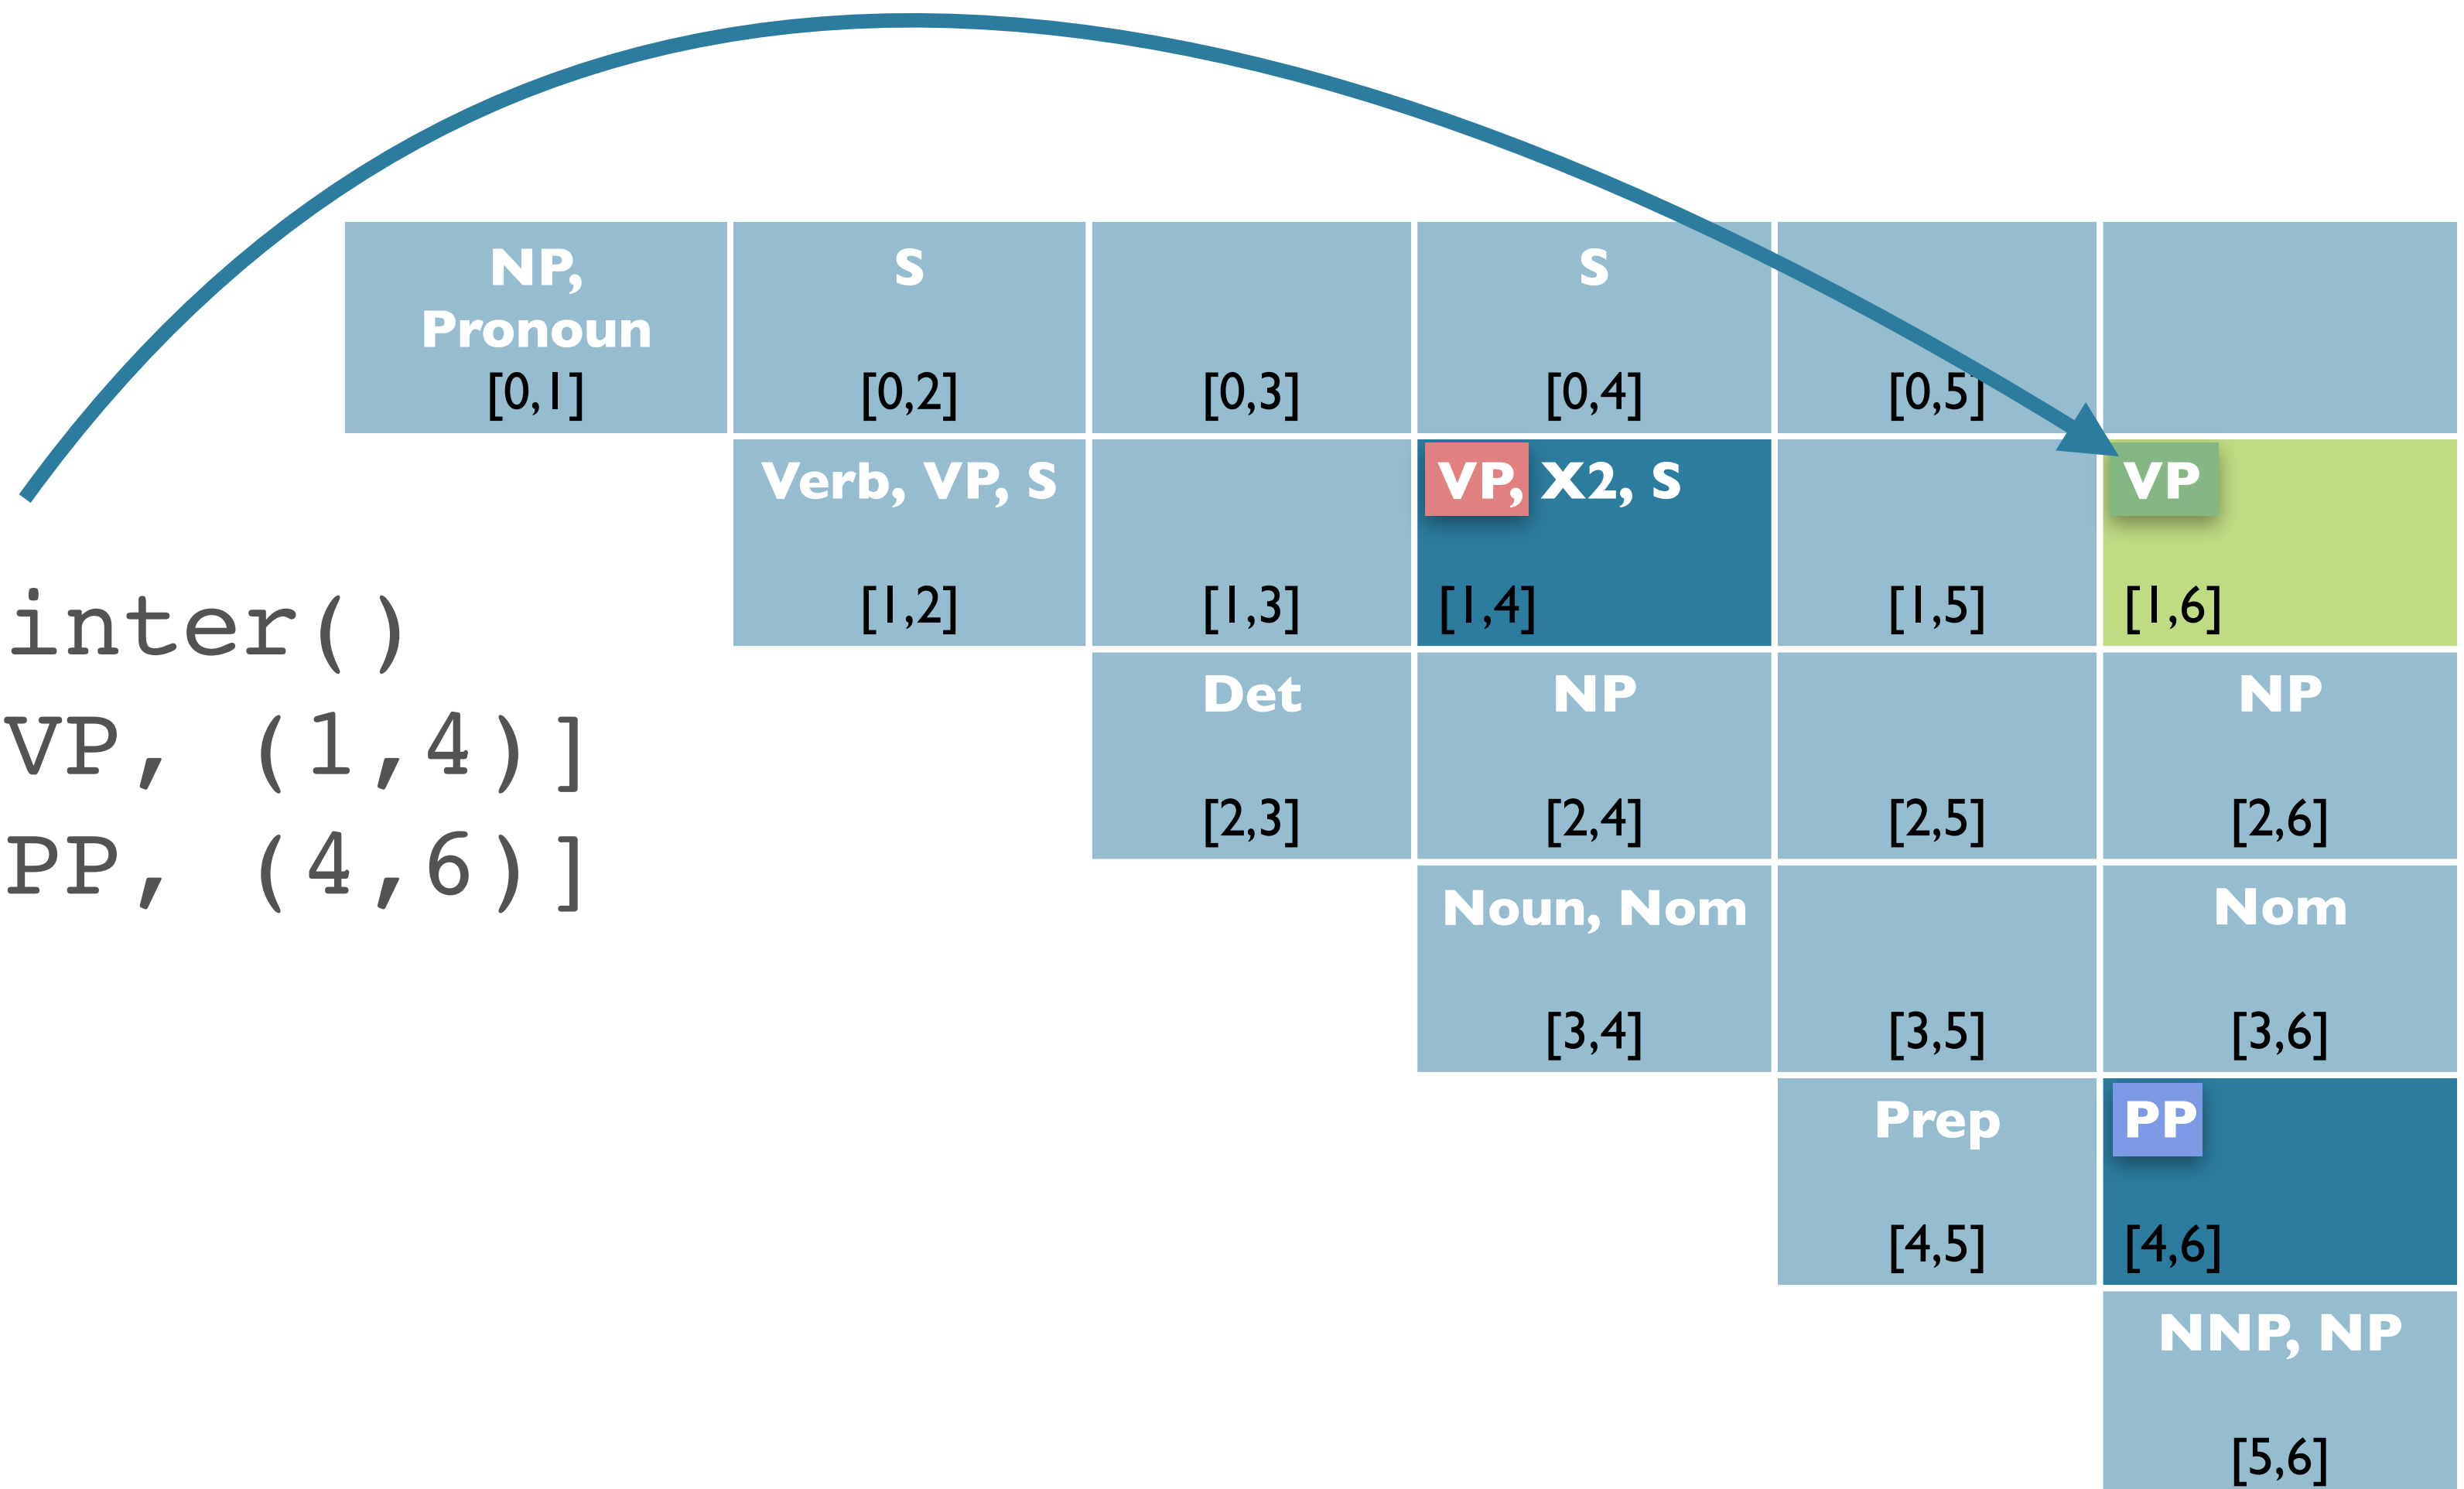 NP, S S
Pronoun
[0,1] [0,2] [0,3] [0,4] [0,5]
Verb, VP, S VP, X2, S VP
[1,2] [1,3] [1,4] [1,5] [1,6]
inter()
VP, (1,4)]
PP, (4,6)]
Det NP NP
[2,3] [2,4] [2,5] [2,6]
Noun, Nom Nom
[3,4] [3,5] [3,6]
Prep PP
[4,5] [4,6]
NNP, NP
[5,6]